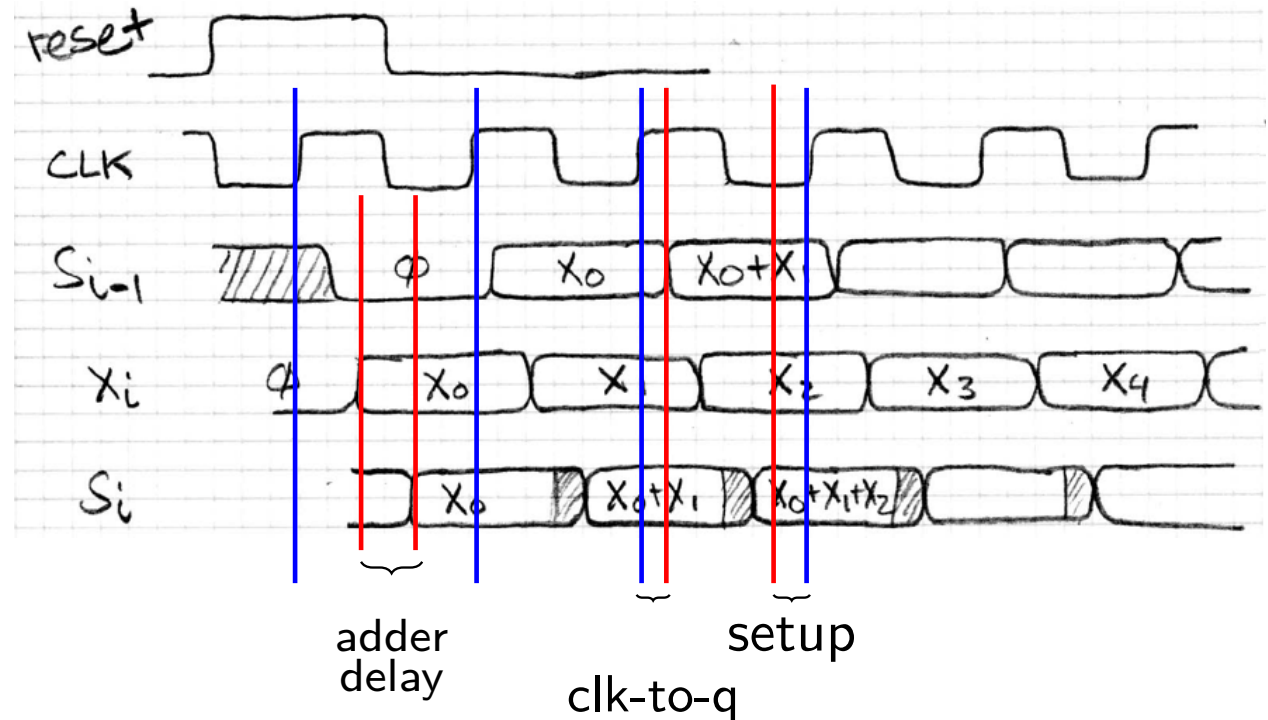 reset
CLK
Si-1 φ X0 X0+X1
Xi φ X0 X1 X2 X3 X4
Si X0 X0+X1 X0+X1+X2
adder
delay
setup
clk-to-q